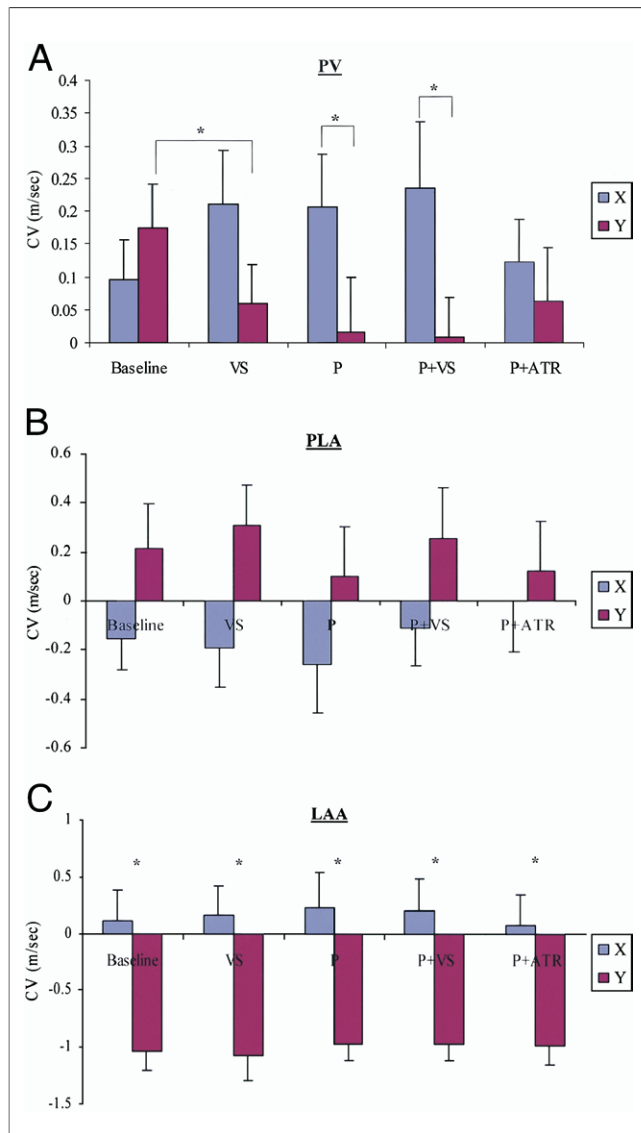 A
PV
*
*
*
0.4
0.35
0.3
0.25
0.2
0.15
0.1
0.05
0
CV (m/sec)
Baseline VS P P+VS P+ATR
X
Y
B
PLA
0.6
0.4
0.2
0
-0.2
-0.4
-0.6
CV (m/sec)
Baseline VS P P+VS P+ATR
X
Y
C
LAA
* * * * *
1
0.5
0
-0.5
-1
-1.5
CV (m/sec)
Baseline VS P P+VS P+ATR
X
Y